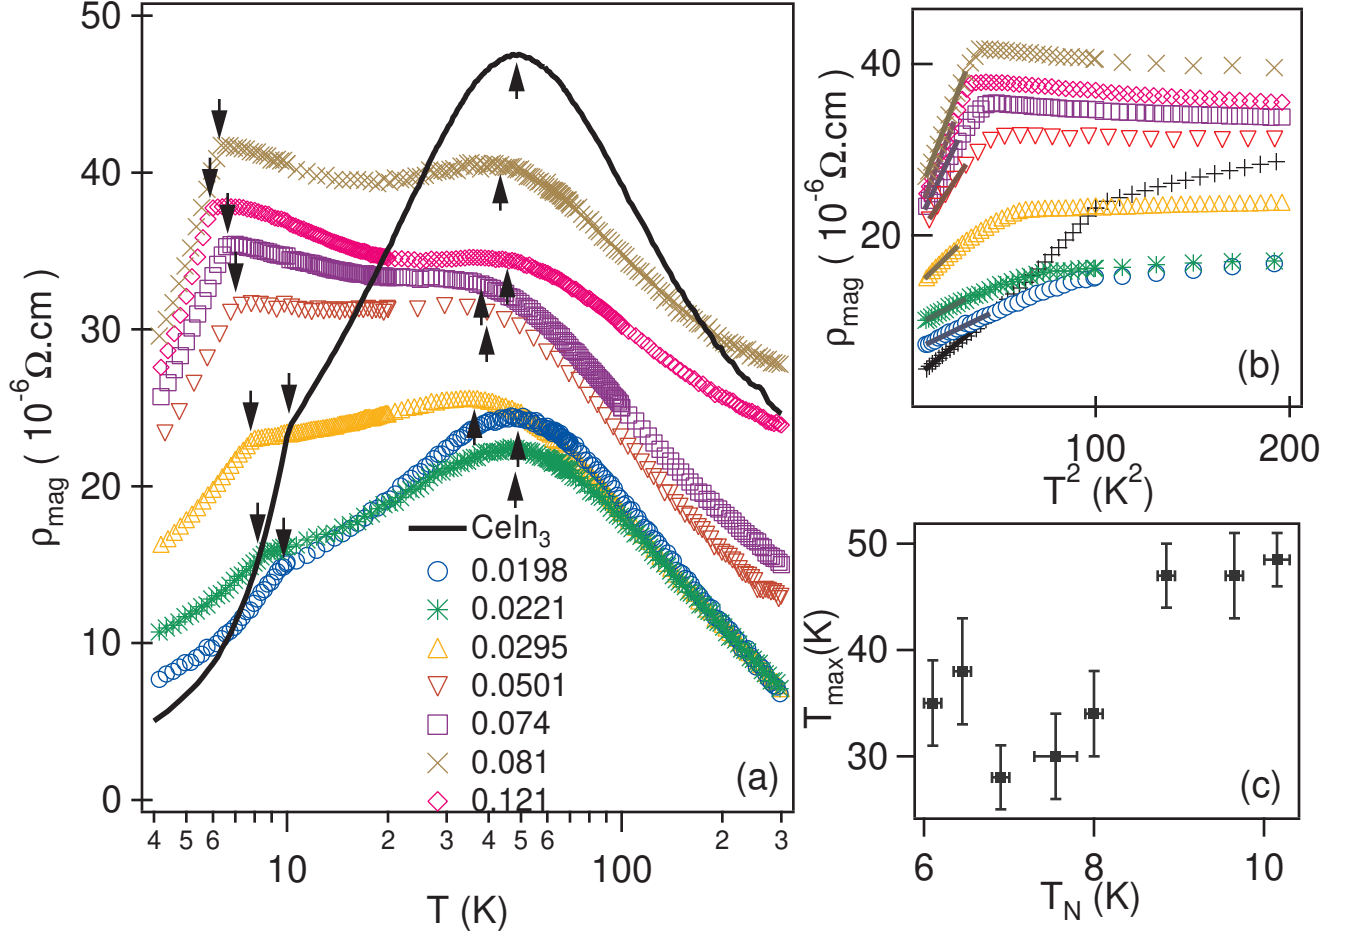 50
40
30
20
10
0
ρmag ( 10-6Ω.cm)
CeIn3
0.0198
0.0221
0.0295
0.0501
0.074
0.081
0.121
(a)
4 5 6 2 3 4 5 6 2 3
10 100
T (K)
40
20
ρmag ( 10-6Ω.cm)
(b)
100 200
T2 (K2)
50
40
30
Tmax(K)
(c)
6 8 10
TN (K)